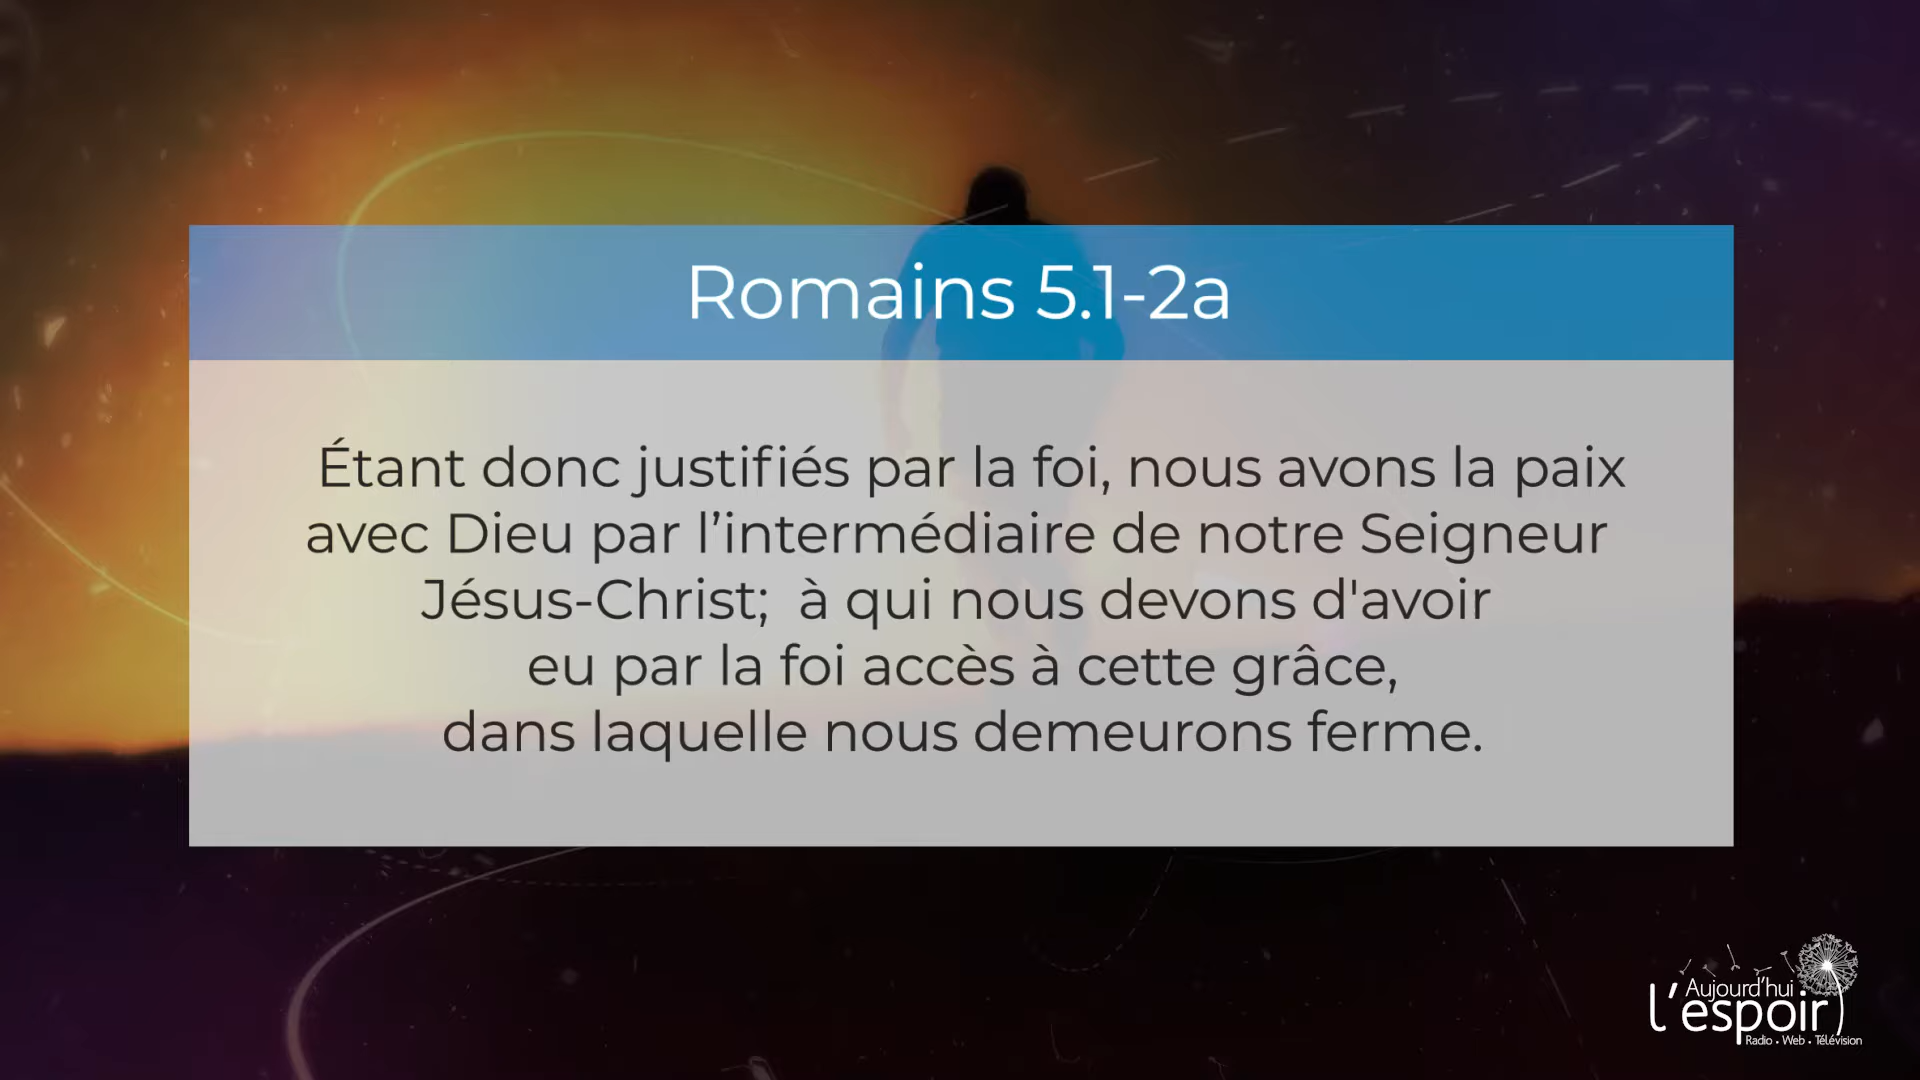 Romains 5.1-2a
Étant donc justifiés par la foi, nous avons la paix
avec Dieu par l’intermédiaire de notre Seigneur
Jésus-Christ;  à qui nous devons d'avoir
eu par la foi accès à cette grâce,
dans laquelle nous demeurons ferme.
Aujourd'hui
l'espoir
Radio • Web • Télévision